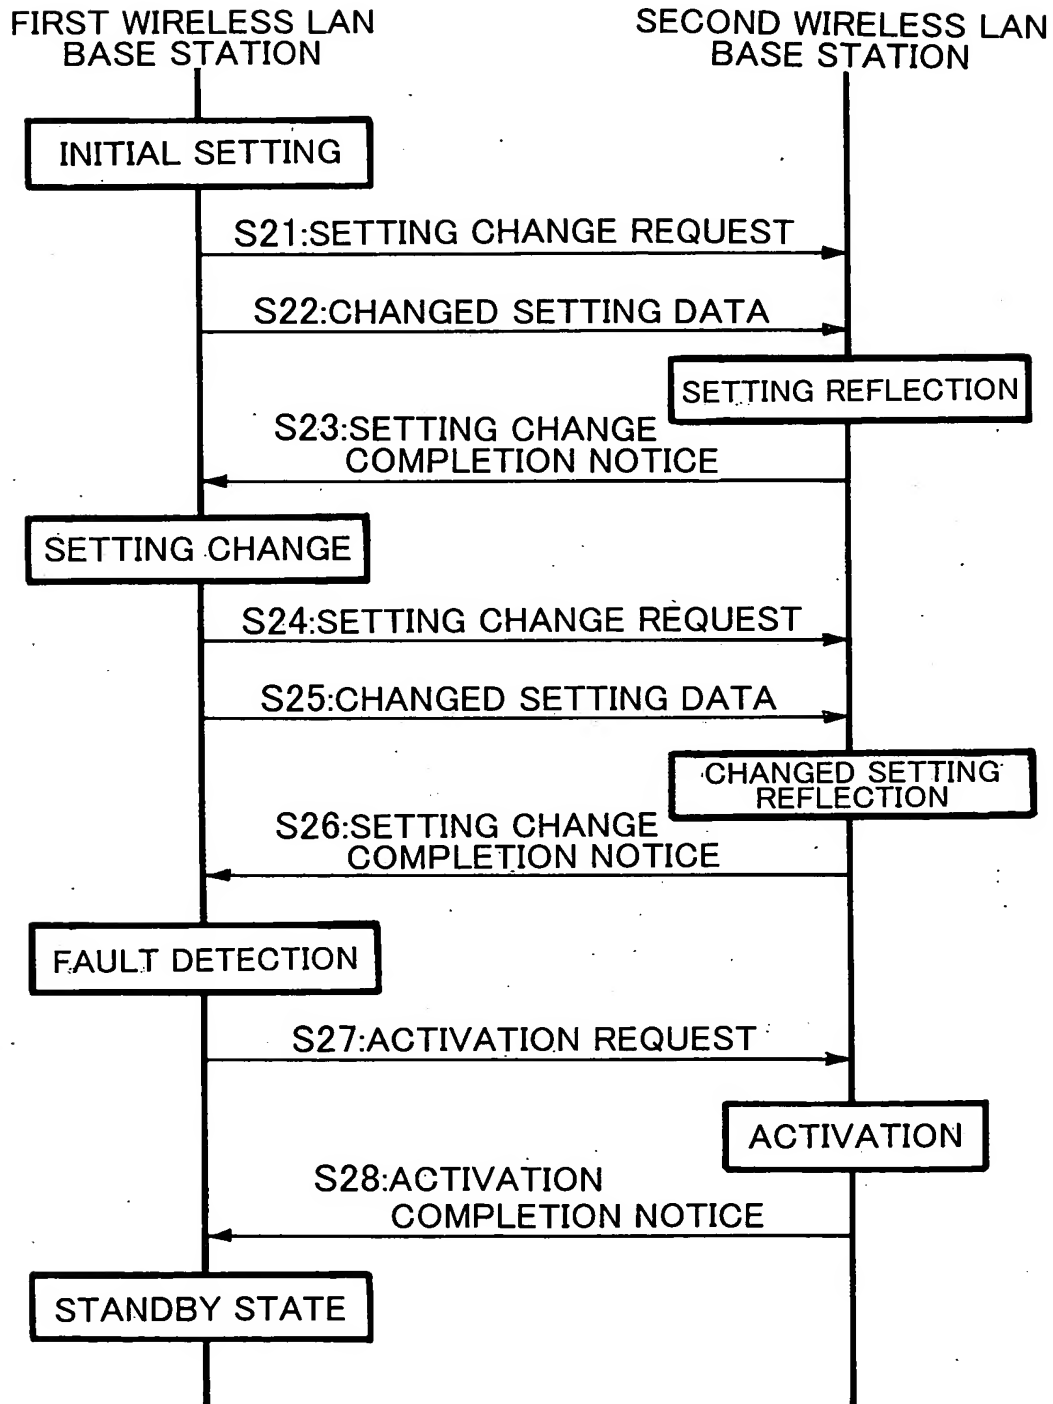 FIRST WIRELESS LAN
BASE STATION
SECOND WIRELESS LAN
BASE STATION
INITIAL SETTING
S21:SETTING CHANGE REQUEST
S22:CHANGED SETTING DATA
SETTING REFLECTION
S23:SETTING CHANGE
COMPLETION NOTICE
SETTING CHANGE
S24:SETTING CHANGE REQUEST
S25:CHANGED SETTING DATA
CHANGED SETTING
REFLECTION
S26:SETTING CHANGE
COMPLETION NOTICE
FAULT DETECTION
S27:ACTIVATION REQUEST
ACTIVATION
S28:ACTIVATION
COMPLETION NOTICE
STANDBY STATE